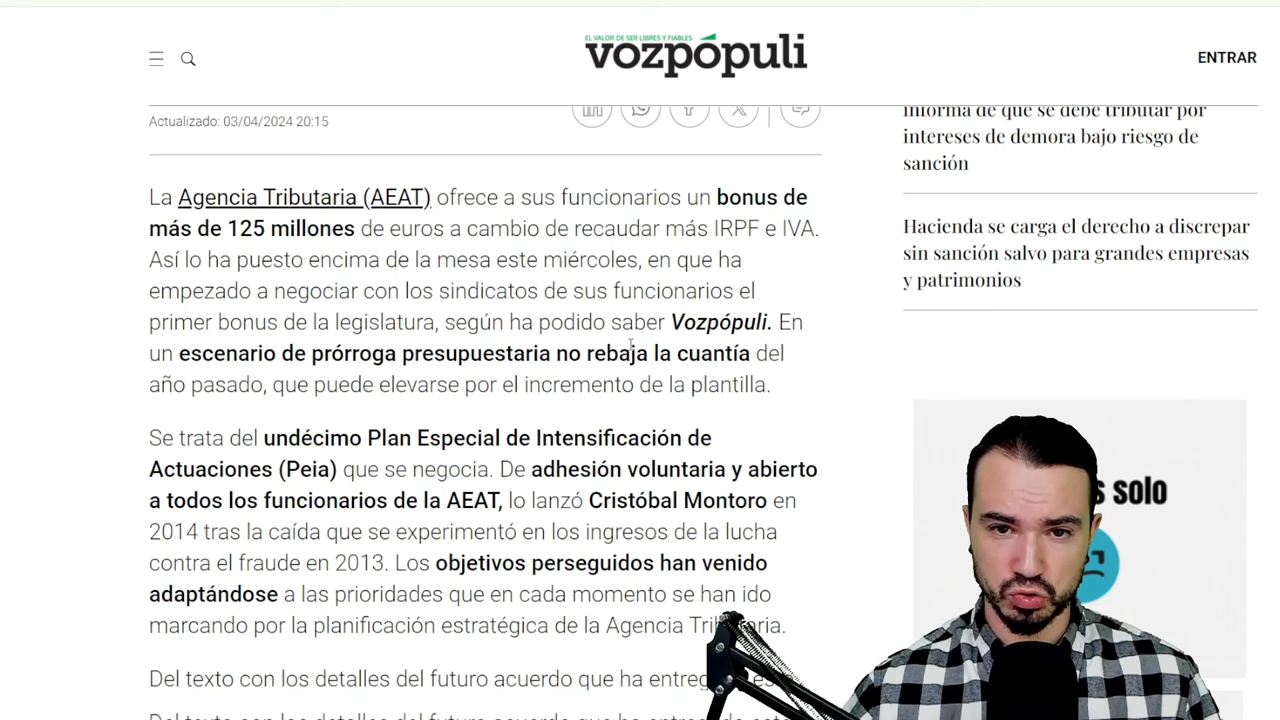 EL VALOR DE SER LIBRES Y FIABLES
vozpópuli
ENTRAR
Actualizado: 03/04/2024 20:15
La Agencia Tributaria (AEAT) ofrece a sus funcionarios un bonus de
más de 125 millones de euros a cambio de recaudar más IRPF e IVA.
Así lo ha puesto encima de la mesa este miércoles, en que ha
empezado a negociar con los sindicatos de sus funcionarios el
primer bonus de la legislatura, según ha podido saber Vozpópuli. En
un escenario de prórroga presupuestaria no rebaja la cuantía del
año pasado, que puede elevarse por el incremento de la plantilla.
Se trata del undécimo Plan Especial de Intensificación de
Actuaciones (Peia) que se negocia. De adhesión voluntaria y abierto
a todos los funcionarios de la AEAT, lo lanzó Cristóbal Montoro en
2014 tras la caída que se experimentó en los ingresos de la lucha
contra el fraude en 2013. Los objetivos perseguidos han venido
adaptándose a las prioridades que en cada momento se han ido
marcando por la planificación estratégica de la Agencia Tributaria.
Del texto con los detalles del futuro acuerdo que ha
informa de que se debe tributar por
intereses de demora bajo riesgo de
sanción
Hacienda se carga el derecho a discrepar
sin sanción salvo para grandes empresas
y patrimonios
solo